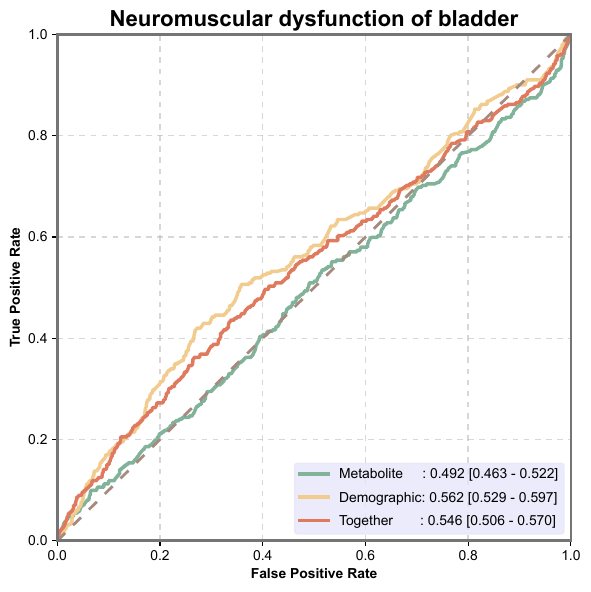 Neuromuscular dysfunction of bladder
1.0
0.8
0.6
0.4
0.2
0.0
True Positive Rate
Metabolite : 0.492 [0.463 - 0.522]
Demographic: 0.562 [0.529 - 0.597]
Together : 0.546 [0.506 - 0.570]
0.0 0.2 0.4 0.6 0.8 1.0
False Positive Rate